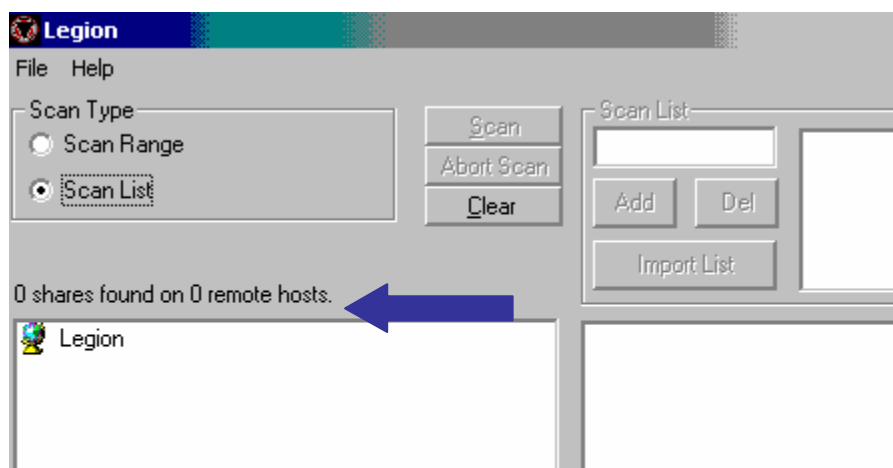 Legion
File Help
Scan Type
Scan Range
Scan List
Scan
Abort Scan
Clear
Scan List
Add Del
Import List
0 shares found on 0 remote hosts.
Legion